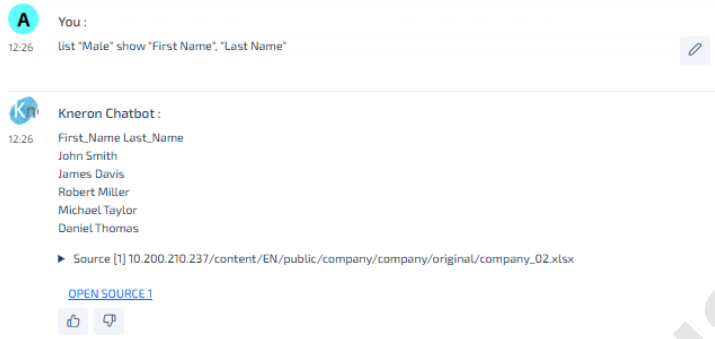 A
You :
12:26
list "Male" show "First Name", "Last Name"
Kn
Kneron Chatbot :
12:26
First_Name Last_Name
John Smith
James Davis
Robert Miller
Michael Taylor
Daniel Thomas
▶ Source [1] 10.200.210.237/content/EN/public/company/company/original/company_02.xlsx
OPEN SOURCE 1